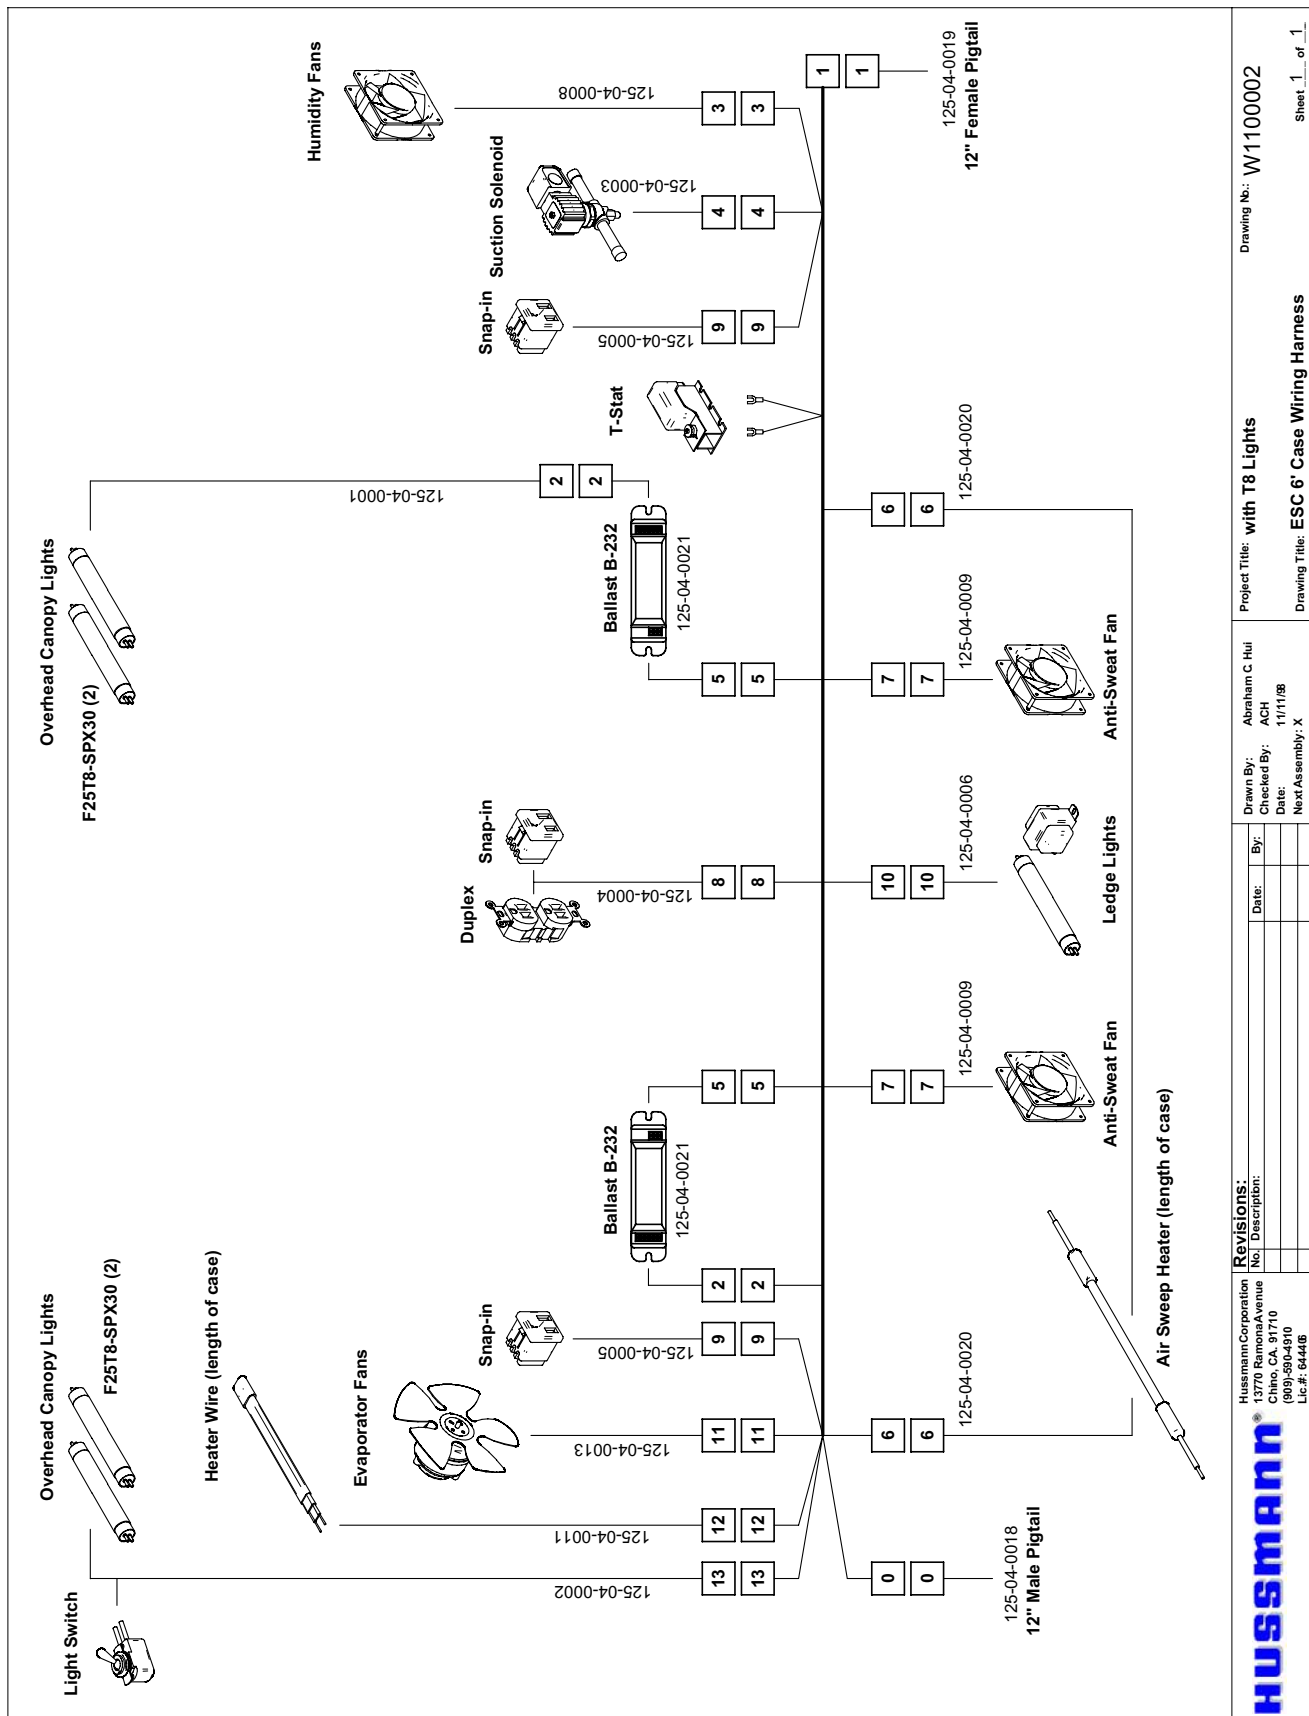 Light Switch
Overhead Canopy Lights
F25T8-SPX30 (2)
Heater Wire (length of case)
Evaporator Fans
Snap-in
125-04-0002
125-04-0011
125-04-0013
125-04-0005
13
13
12
12
11
11
9
9
2
2
Ballast B-232
125-04-0021
5
5
Duplex
Snap-in
125-04-0004
8
8
Overhead Canopy Lights
F25T8-SPX30 (2)
125-04-0001
2
2
Ballast B-232
125-04-0021
5
5
T-Stat
Snap-in
125-04-0005
9
9
Suction Solenoid
125-04-0003
4
4
Humidity Fans
125-04-0008
3
3
1
1
125-04-0019
12" Female Pigtail
0
0
125-04-0018
12" Male Pigtail
6
6
125-04-0020
Air Sweep Heater (length of case)
7
7
125-04-0009
Anti-Sweat Fan
10
10
125-04-0006
Ledge Lights
7
7
125-04-0009
Anti-Sweat Fan
6
6
125-04-0020
HUSSMANN®
Hussmann Corporation
13770 Ramona Avenue
Chino, CA. 91710
(909)-590-4910
Lic.#: 644406
Revisions:
No. Description: Date: By:
Drawn By: Abraham C. Hui
Checked By: ACH
Date: 11/11/98
Next Assembly: X
Project Title: with T8 Lights
Drawing Title: ESC 6' Case Wiring Harness
Drawing No.: W1100002
Sheet 1 of 1